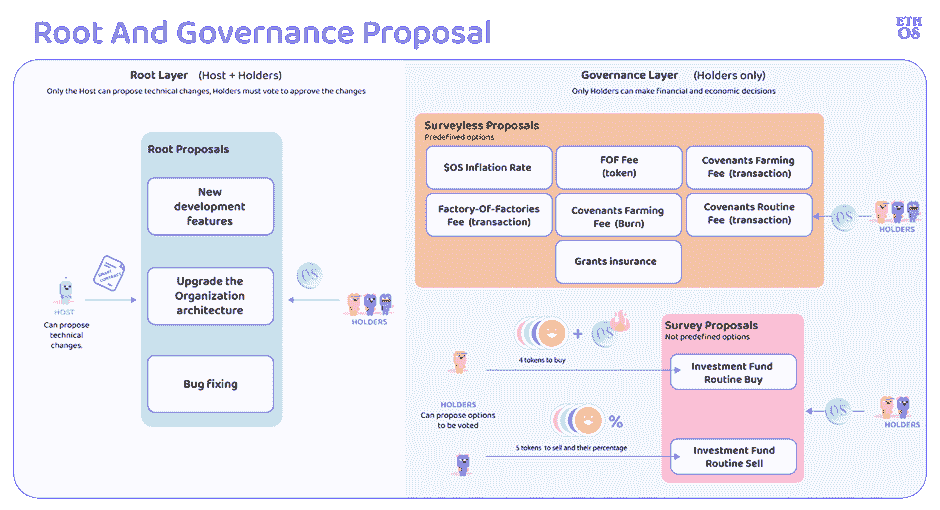 Root And Governance Proposal
ETH
OS
Root Layer (Host + Holders)
Only the Host can propose technical changes, Holders must vote to approve the changes
Root Proposals
New
development
features
Upgrade the
Organization
architecture
Bug fixing
SMART
CONTRACT
HOST
Can propose
technical
changes.
OS
HOLDERS
Governance Layer (Holders only)
Only Holders can make financial and economic decisions
Surveyless Proposals
Predefined options
$OS Inflation Rate
FOF Fee
(token)
Covenants Farming
Fee (transaction)
Factory-Of-Factories
Fee (transaction)
Covenants Farming
Fee (Burn)
Covenants Routine
Fee (transaction)
Grants insurance
OS
HOLDERS
Survey Proposals
Not predefined options
Investment Fund
Routine Buy
Investment Fund
Routine Sell
+
OS
4 tokens to buy
HOLDERS
Can propose options
to be voted
%
5 tokens to sell and their percentage
OS
HOLDERS